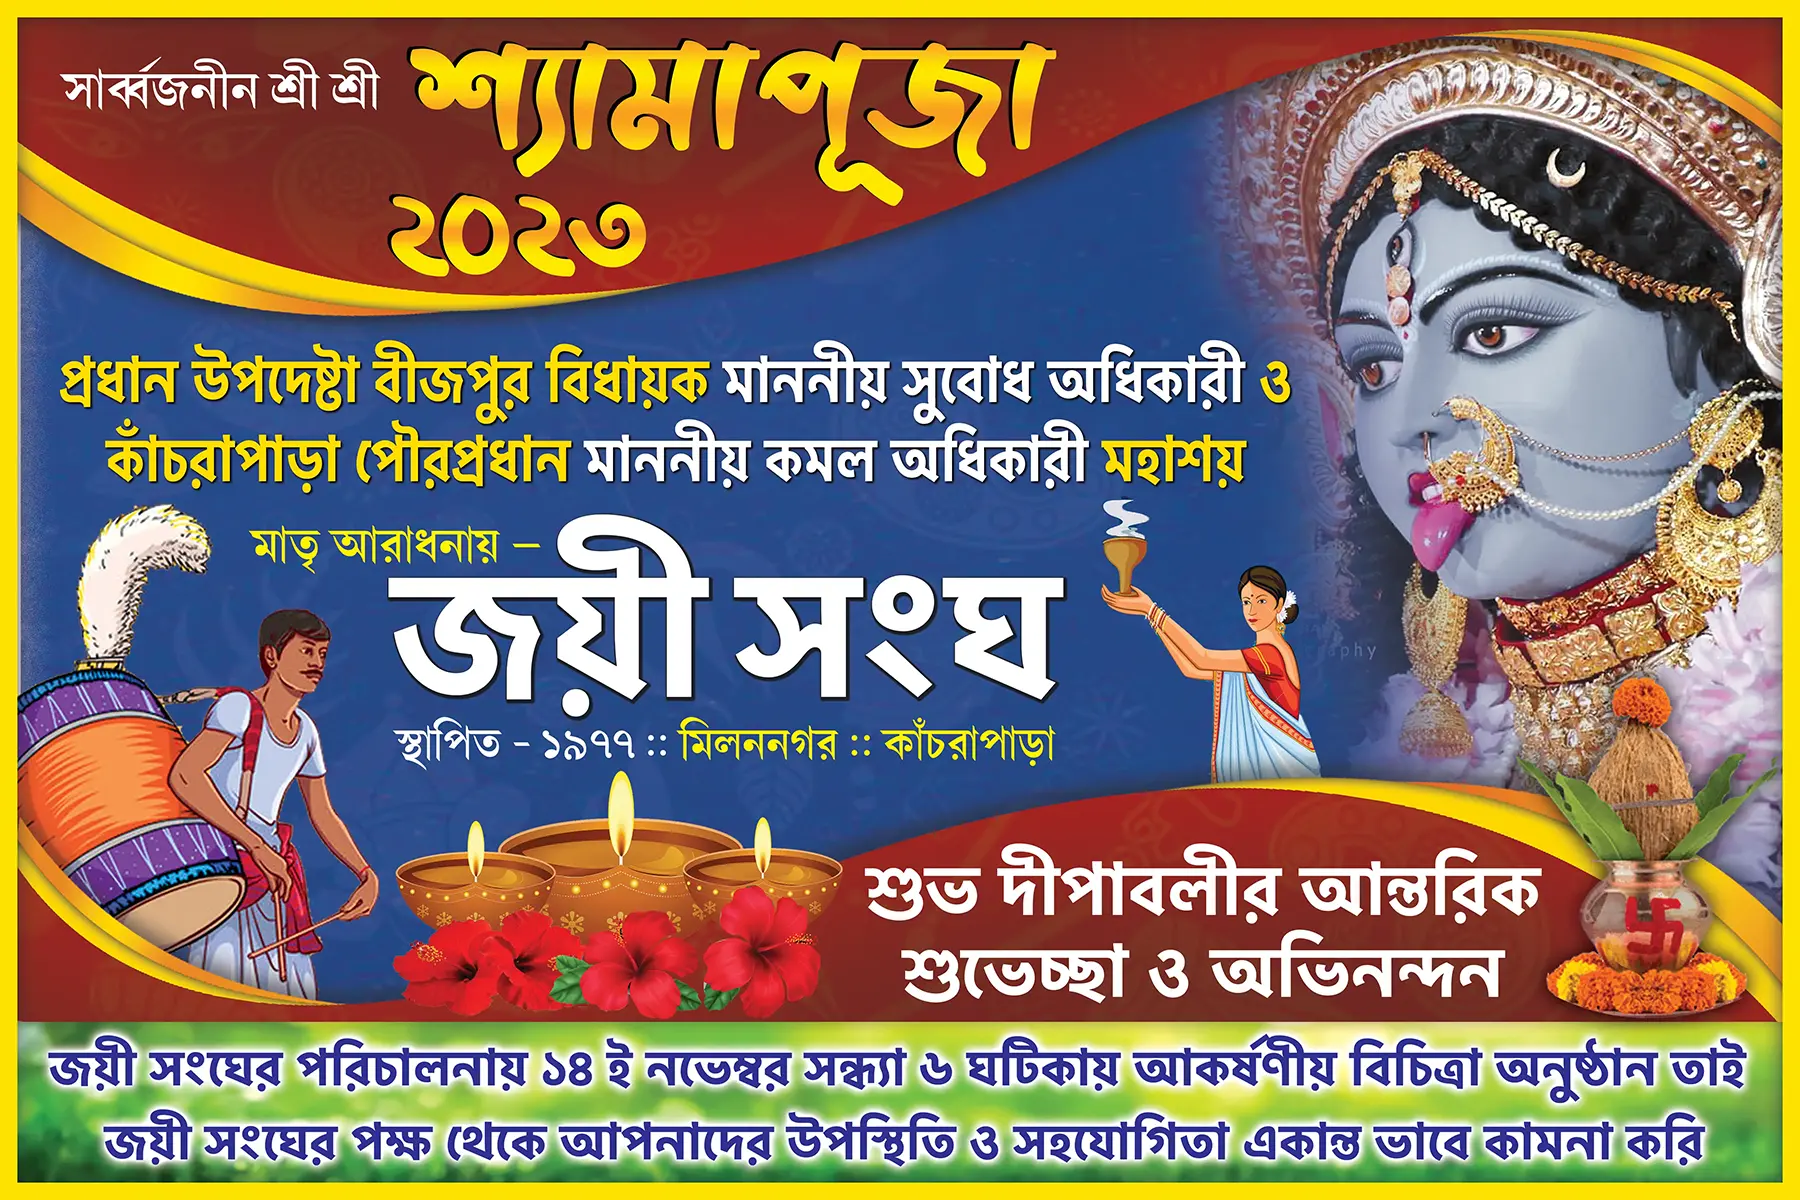 সার্ব্বজনীন শ্রী শ্রী শ্যামাপূজা
২০২৩
প্রধান উপদেষ্টা বীজপুর বিধায়ক মাননীয় সুবোধ অধিকারী ও
কাঁচরাপাড়া পৌরপ্রধান মাননীয় কমল অধিকারী মহাশয়
মাতৃ আরাধনায় –
জয়ী সংঘ
স্থাপিত - ১৯৭৭ :: মিলননগর :: কাঁচরাপাড়া
শুভ দীপাবলীর আন্তরিক
শুভেচ্ছা ও অভিনন্দন
জয়ী সংঘের পরিচালনায় ১৪ ই নভেম্বর সন্ধ্যা ৬ ঘটিকায় আকর্ষণীয় বিচিত্রা অনুষ্ঠান তাই
জয়ী সংঘের পক্ষ থেকে আপনাদের উপস্থিতি ও সহযোগিতা একান্ত ভাবে কামনা করি